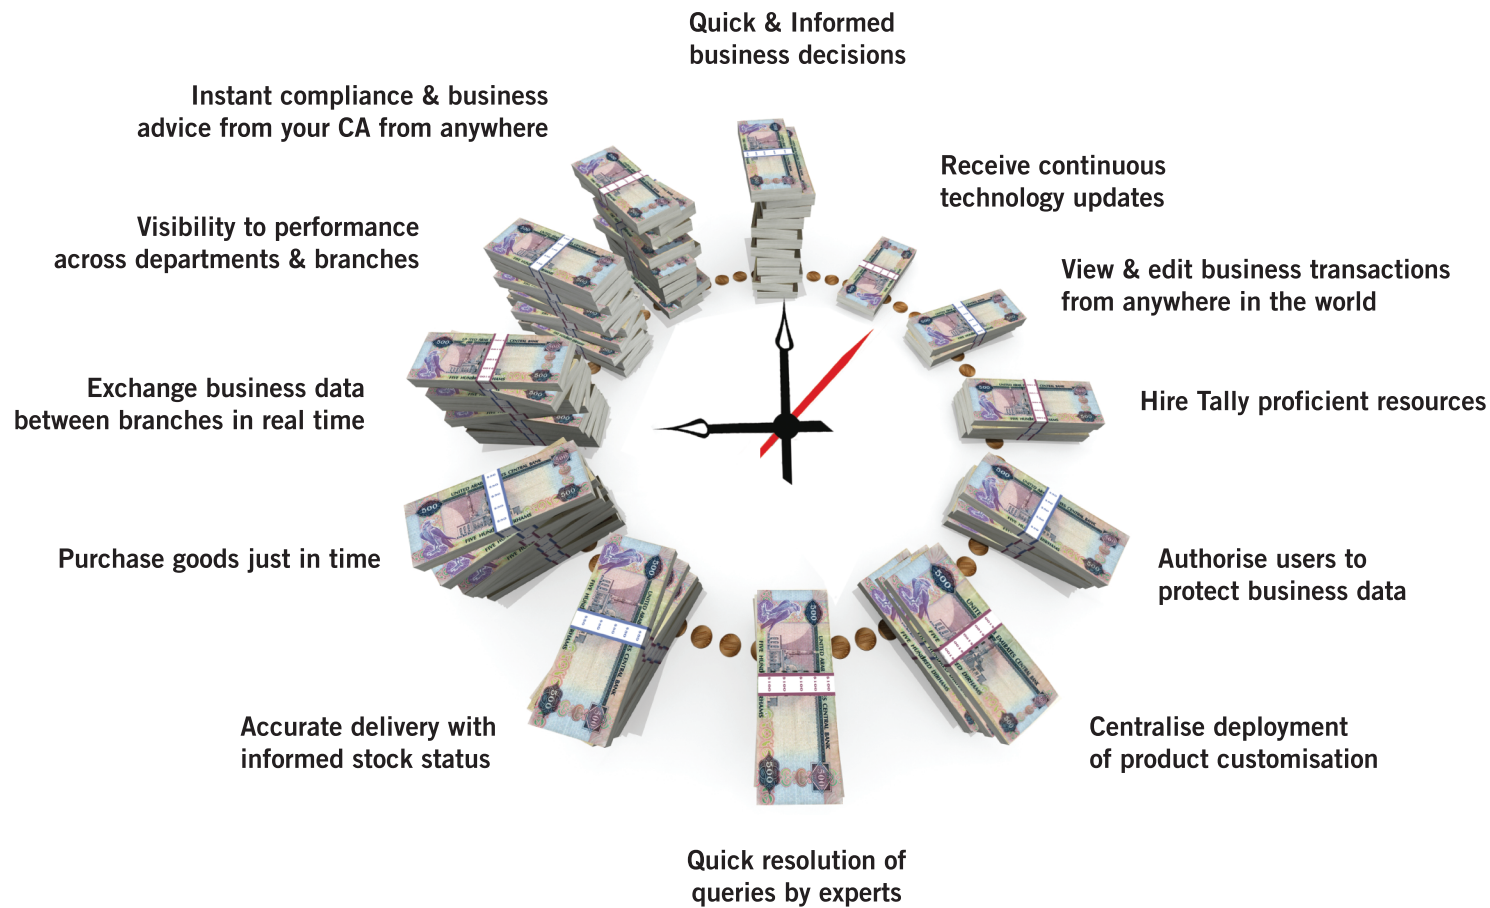 Quick & Informed
business decisions
Instant compliance & business
advice from your CA from anywhere
Receive continuous
technology updates
Visibility to performance
across departments & branches
View & edit business transactions
from anywhere in the world
Exchange business data
between branches in real time
Hire Tally proficient resources
Purchase goods just in time
Authorise users to
protect business data
Accurate delivery with
informed stock status
Centralise deployment
of product customisation
Quick resolution of
queries by experts